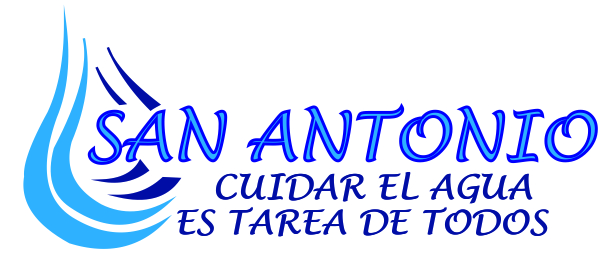 SAN ANTONIO
CUIDAR EL AGUA
ES TAREA DE TODOS